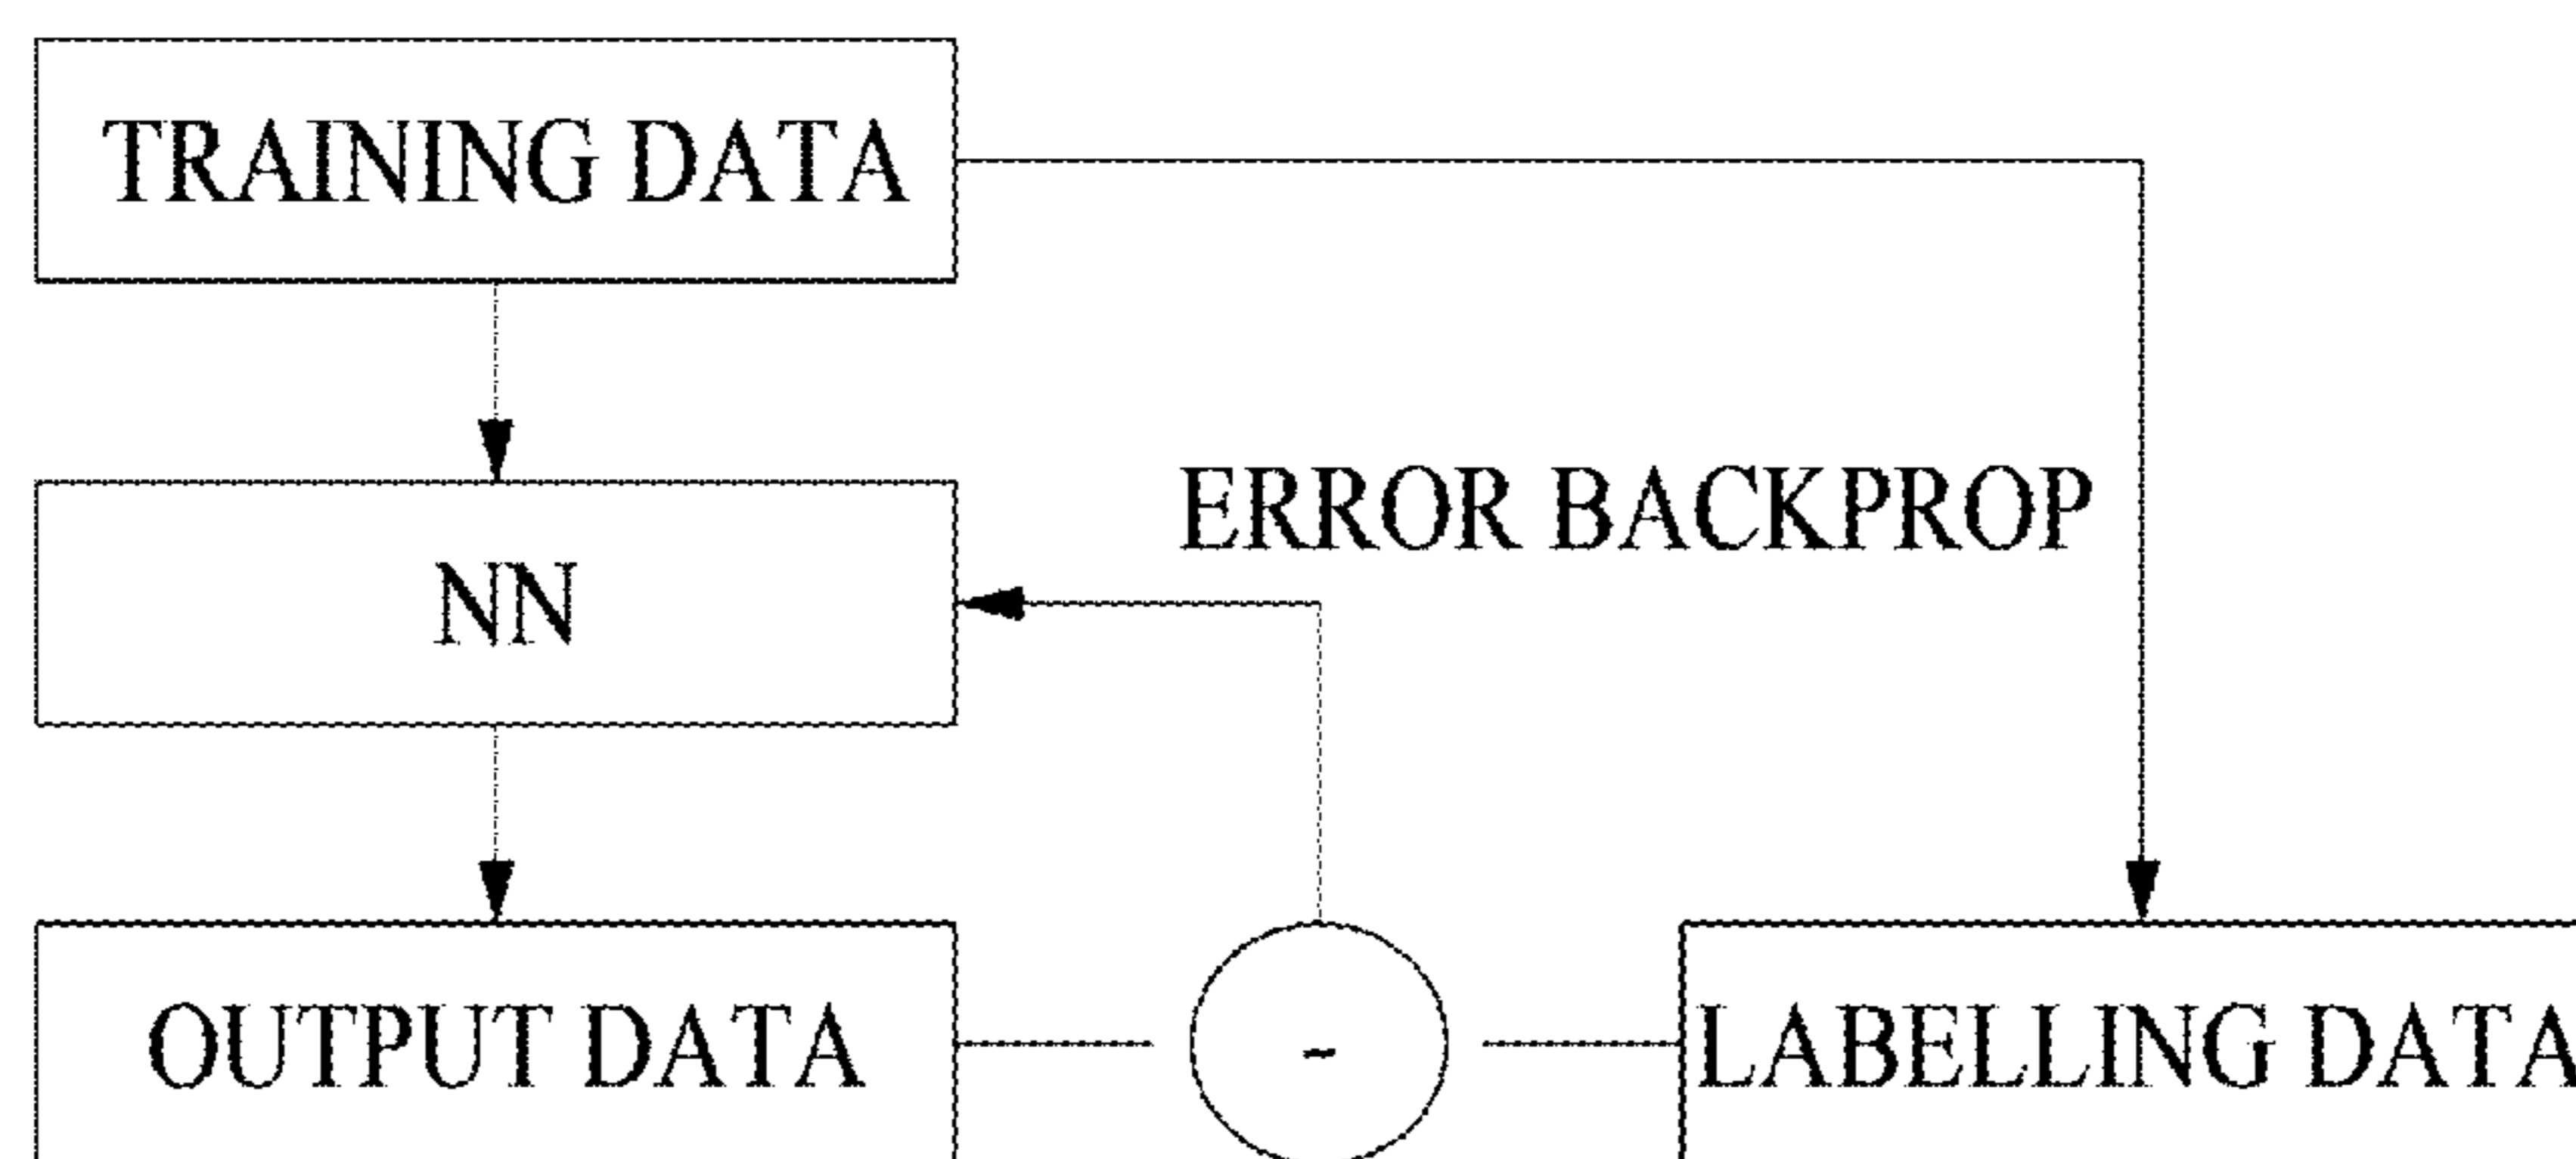 TRAINING DATA
ERROR BACKPROP
NN
OUTPUT DATA
-
LABELLING DATA